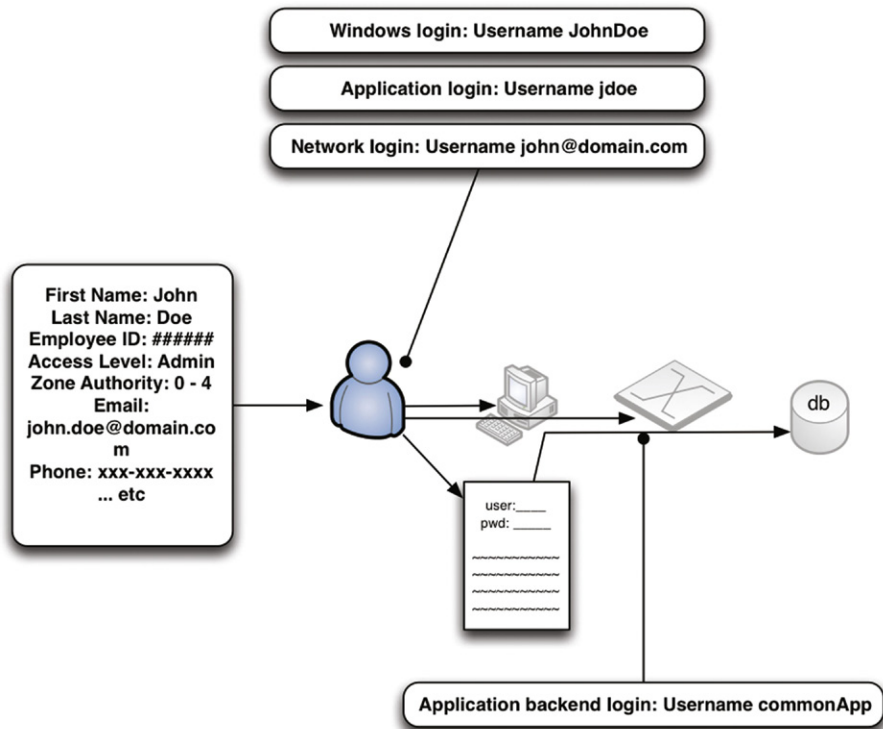 Windows login: Username JohnDoe
Application login: Username jdoe
Network login: Username john@domain.com
First Name: John
Last Name: Doe
Employee ID: ######
Access Level: Admin
Zone Authority: 0 - 4
Email:
john.doe@domain.co
m
Phone: xxx-xxx-xxxx
... etc
db
user:____
pwd: _____
~~~~~~~~~~~
~~~~~~~~~~~
~~~~~~~~~~~
~~~~~~~~~~~
Application backend login: Username commonApp